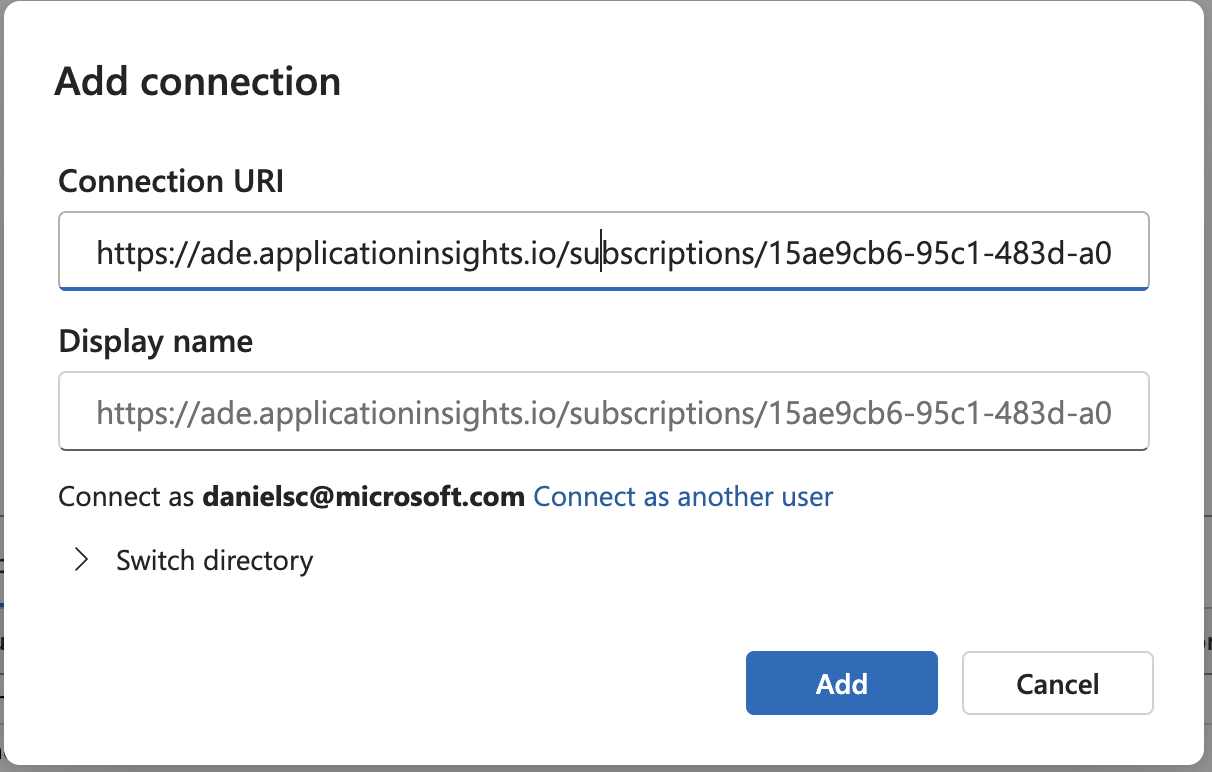 Add connection
Connection URI
https://ade.applicationinsights.io/subscriptions/15ae9cb6-95c1-483d-a0
Display name
https://ade.applicationinsights.io/subscriptions/15ae9cb6-95c1-483d-a0
Connect as danielsc@microsoft.com Connect as another user
Switch directory
Add Cancel